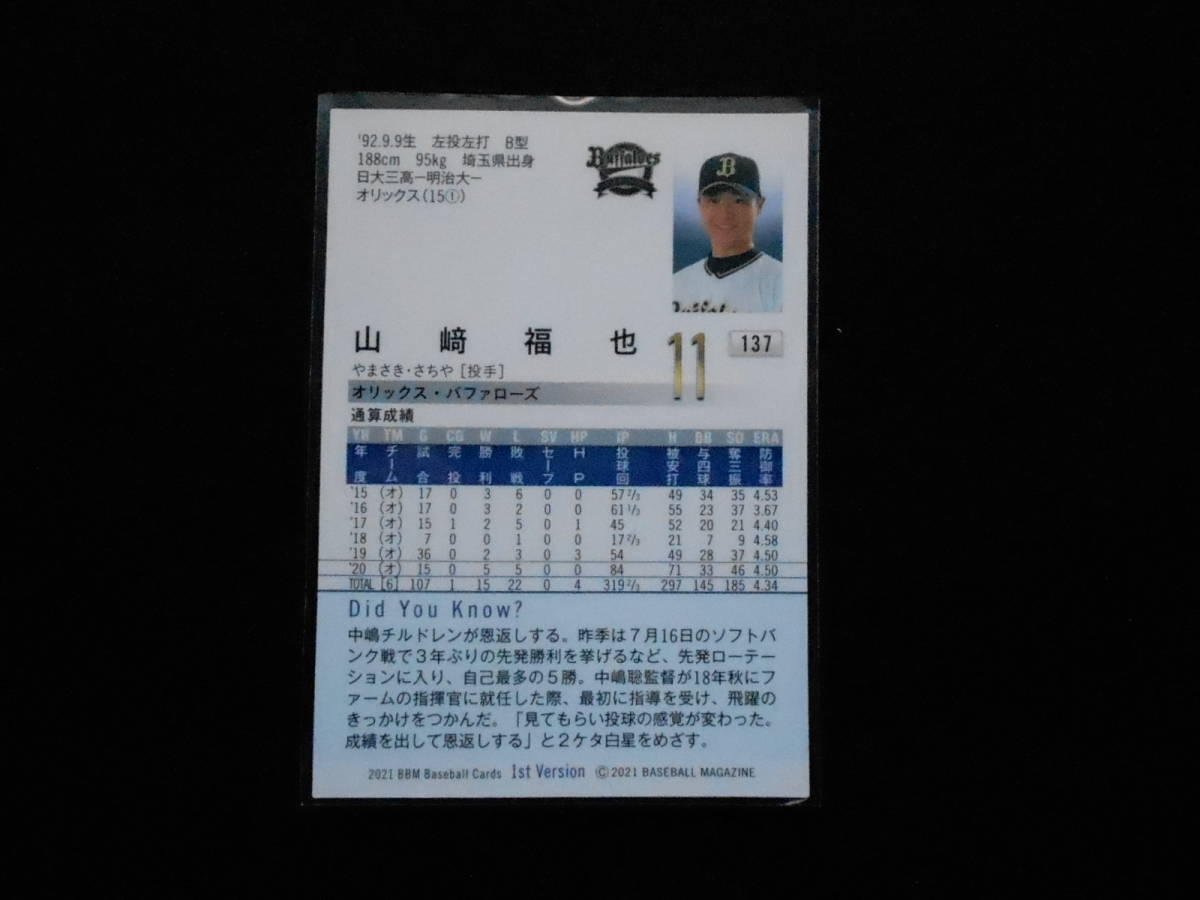 '92.9.9生 左投左打 B型
188cm 95kg 埼玉県出身
日大三高ー明治大ー
オリックス(15①)
Buffaloes
B
Buffaloes
山﨑福也
11
137
やまさき・さちや[投手]
オリックス・バファローズ
通算成績
YR TM G CG W L SV HP IP H BB SO ERA
年度 チーム 試合 完投 勝利 敗戦 セーブ HP 投球回 被安打 与四球 奪三振 防御率
'15 (オ) 17 0 3 6 0 0 57 2/3 49 34 35 4.53
'16 (オ) 17 0 3 2 0 0 61 1/3 55 23 37 3.67
'17 (オ) 15 1 2 5 0 1 45 52 20 21 4.40
'18 (オ) 7 0 0 1 0 0 17 2/3 21 7 9 4.58
'19 (オ) 36 0 2 3 0 3 54 49 28 37 4.50
'20 (オ) 15 0 5 5 0 0 84 71 33 46 4.50
TOTAL [6] 107 1 15 22 0 4 319 2/3 297 145 185 4.34
Did You Know?
中嶋チルドレンが恩返しする。昨季は7月16日のソフトバ
ンク戦で3年ぶりの先発勝利を挙げるなど、先発ローテー
ションに入り、自己最多の5勝。中嶋聡監督が18年秋に
ファームの指揮官に就任した際、最初に指導を受け、飛躍の
きっかけをつかんだ。「見てもらい投球の感覚が変わった。
成績を出して恩返しする」と2ケタ白星をめざす。
2021 BBM Baseball Cards 1st Version ©2021 BASEBALL MAGAZINE